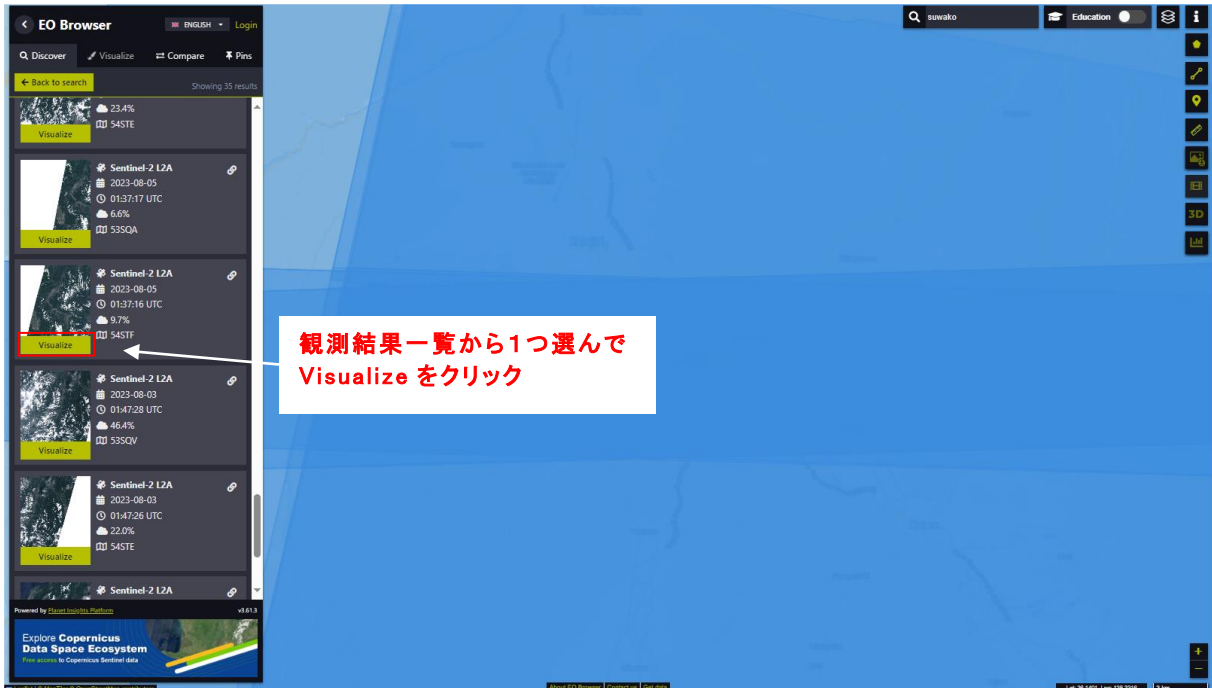 EO Browser
ENGLISH
Login
suwako
Education
Discover
Visualize
Compare
Pins
Back to search
Showing 35 results
23.4%
54STE
Visualize
Sentinel-2 L2A
2023-08-05
01:37:17 UTC
6.6%
53SQA
Visualize
Sentinel-2 L2A
2023-08-05
01:37:16 UTC
9.7%
54STF
Visualize
観測結果一覧から1つ選んで
Visualize をクリック
Sentinel-2 L2A
2023-08-03
01:47:28 UTC
46.4%
53SQV
Visualize
Sentinel-2 L2A
2023-08-03
01:47:26 UTC
22.0%
54STE
Visualize
Sentinel-2 L2A
Powered by Planet Insights Platform
v3.61.3
Explore Copernicus
Data Space Ecosystem
Free access to Copernicus Sentinel data
3D
About EO Browser | Contact us | Get data